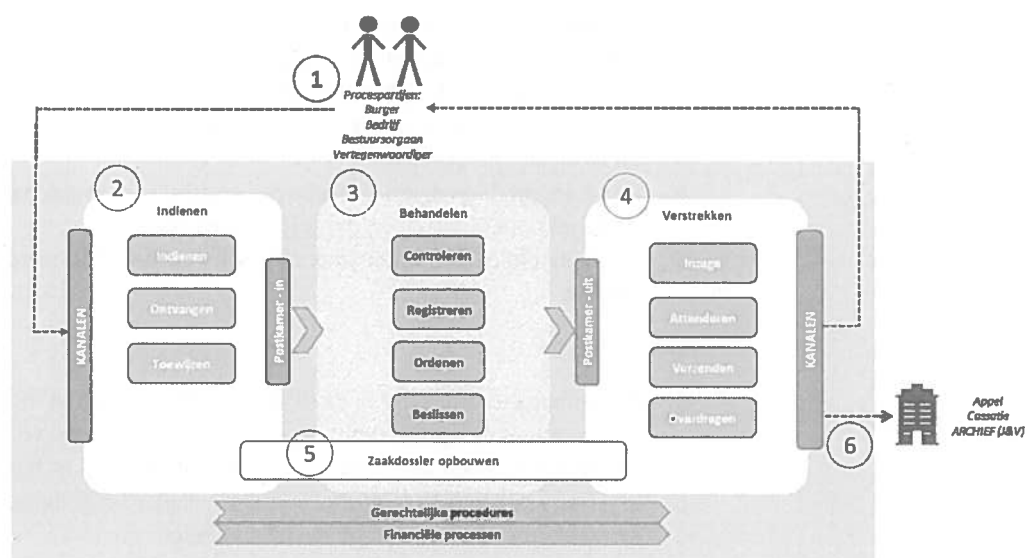 1
Procespartijen:
Burger
Bedrijf
Bestuursorgaan
Vertegenwoordiger
2
Indienen
KANALEN
Indienen
Ontvangen
Toewijzen
Postkamer - in
3
Behandelen
Controleren
Registreren
Ordenen
Beslissen
4
Verstrekken
Postkamer - uit
Inzage
Attenderen
Verzenden
Overdragen
KANALEN
5
Zaakdossier opbouwen
6
Appel
Cassatie
ARCHIEF (J&V)
Gerechtelijke procedures
Financiële processen